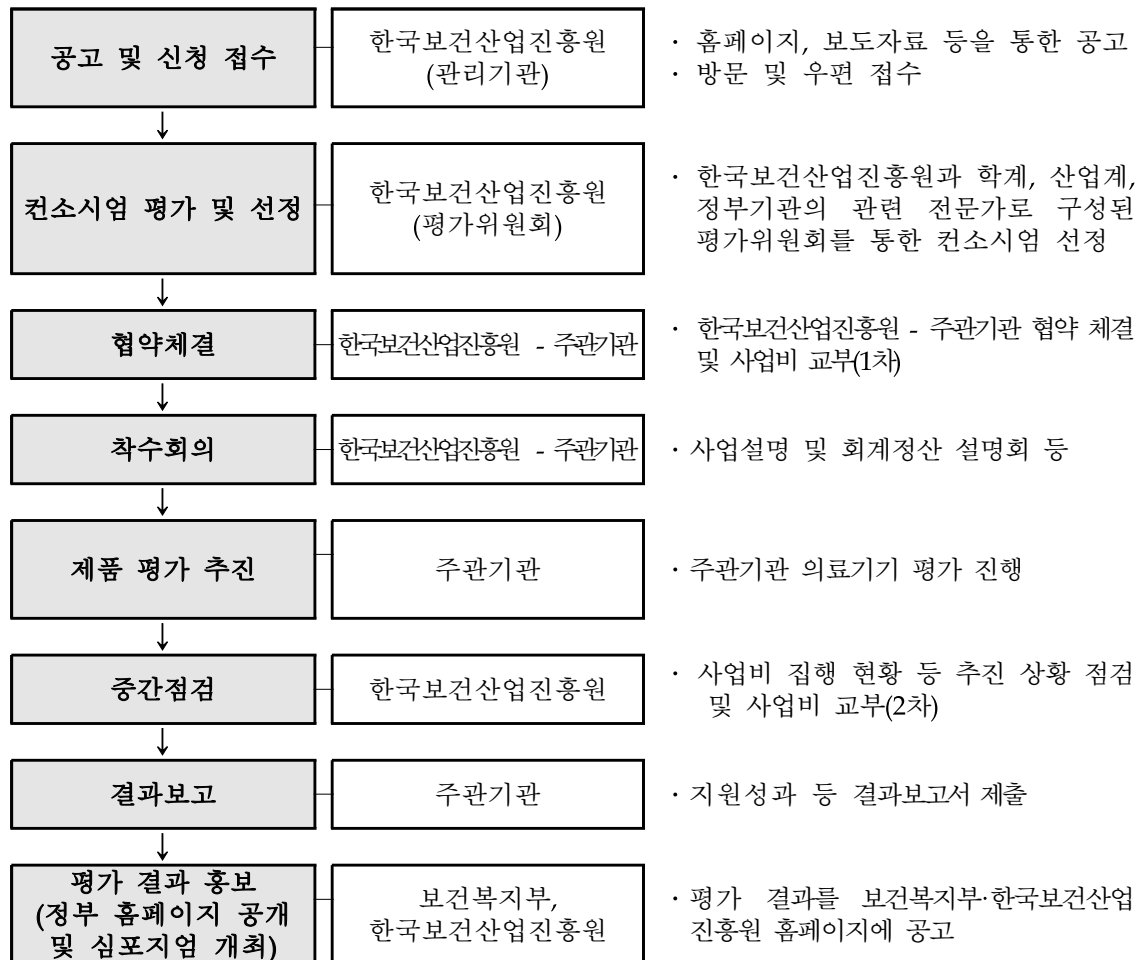 공고 및 신청 접수
한국보건산업진흥원
(관리기관)
· 홈페이지, 보도자료 등을 통한 공고
· 방문 및 우편 접수
컨소시엄 평가 및 선정
한국보건산업진흥원
(평가위원회)
· 한국보건산업진흥원과 학계, 산업계,
정부기관의 관련 전문가로 구성된
평가위원회를 통한 컨소시엄 선정
협약체결
한국보건산업진흥원 - 주관기관
· 한국보건산업진흥원 - 주관기관 협약 체결
및 사업비 교부(1차)
착수회의
한국보건산업진흥원 - 주관기관
· 사업설명 및 회계정산 설명회 등
제품 평가 추진
주관기관
· 주관기관 의료기기 평가 진행
중간점검
한국보건산업진흥원
· 사업비 집행 현황 등 추진 상황 점검
및 사업비 교부(2차)
결과보고
주관기관
· 지원성과 등 결과보고서 제출
평가 결과 홍보
(정부 홈페이지 공개
및 심포지엄 개최)
보건복지부,
한국보건산업진흥원
· 평가 결과를 보건복지부·한국보건산업
진흥원 홈페이지에 공고